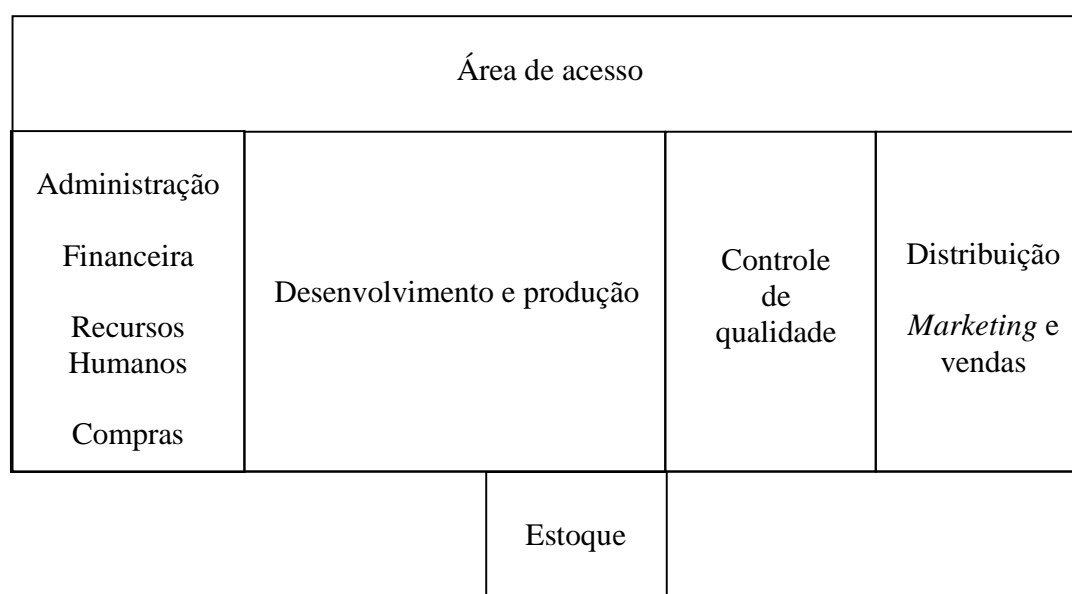 Área de acesso
Administração
Financeira
Recursos
Humanos
Compras
Desenvolvimento e produção
Controle
de
qualidade
Distribuição
Marketing e
vendas
Estoque